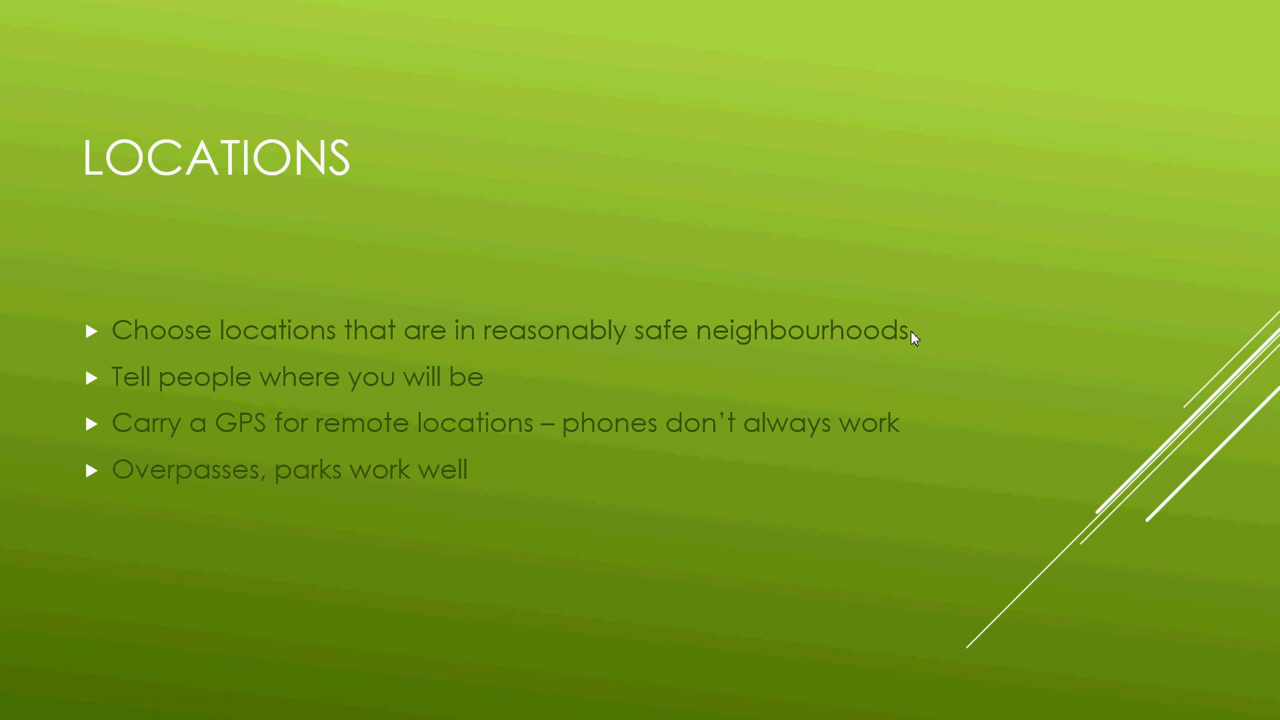 LOCATIONS
Choose locations that are in reasonably safe neighbourhoods
Tell people where you will be
Carry a GPS for remote locations – phones don’t always work
Overpasses, parks work well